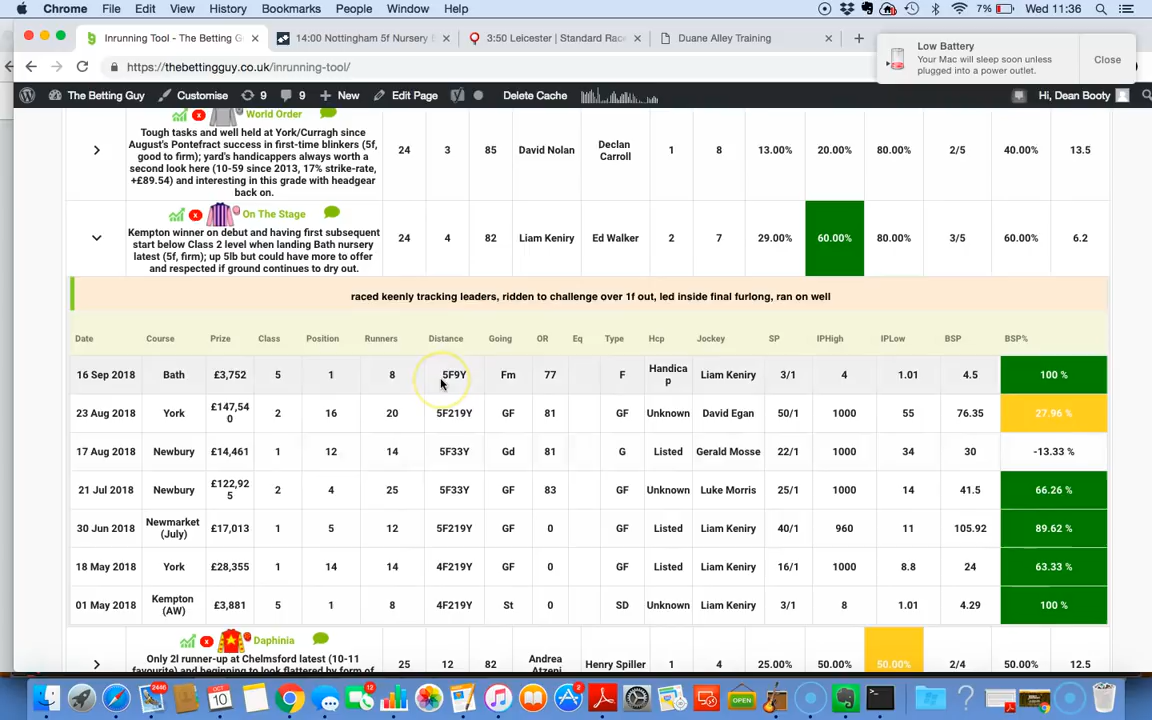 Chrome File Edit View History Bookmarks People Window Help 7% Wed 11:36
Inrunning Tool - The Betting G
14:00 Nottingham 5f Nursery
3:50 Leicester | Standard Rac
Duane Alley Training
Low Battery
Your Mac will sleep soon unless
plugged into a power outlet.
Close
https://thebettingguy.co.uk/inrunning-tool/
The Betting Guy Customise 9 9 New Edit Page Delete Cache Hi, Dean Booty
World Order
Tough tasks and well held at York/Curragh since
August's Pontefract success in first-time blinkers (5f,
good to firm); yard's handicappers always worth a
second look here (10-59 since 2013, 17% strike-rate,
+£89.54) and interesting in this grade with headgear
back on.
24 3 85 David Nolan Declan Carroll 1 8 13.00% 20.00% 80.00% 2/5 40.00% 13.5
On The Stage
Kempton winner on debut and having first subsequent
start below Class 2 level when landing Bath nursery
latest (5f, firm); up 5lb but could have more to offer
and respected if ground continues to dry out.
24 4 82 Liam Keniry Ed Walker 2 7 29.00% 60.00% 80.00% 3/5 60.00% 6.2
raced keenly tracking leaders, ridden to challenge over 1f out, led inside final furlong, ran on well
Date Course Prize Class Position Runners Distance Going OR Eq Type Hcp Jockey SP IPHigh IPLow BSP BSP%
16 Sep 2018 Bath £3,752 5 1 8 5F9Y Fm 77 F Handicap Liam Keniry 3/1 4 1.01 4.5 100 %
23 Aug 2018 York £147,540 2 16 20 5F219Y GF 81 GF Unknown David Egan 50/1 1000 55 76.35 27.96 %
17 Aug 2018 Newbury £14,461 1 12 14 5F33Y Gd 81 G Listed Gerald Mosse 22/1 1000 34 30 -13.33 %
21 Jul 2018 Newbury £122,925 2 4 25 5F33Y GF 83 GF Unknown Luke Morris 25/1 1000 14 41.5 66.26 %
30 Jun 2018 Newmarket (July) £17,013 1 5 12 5F219Y GF 0 GF Listed Liam Keniry 40/1 960 11 105.92 89.62 %
18 May 2018 York £28,355 1 14 14 4F219Y GF 0 GF Listed Liam Keniry 16/1 1000 8.8 24 63.33 %
01 May 2018 Kempton (AW) £3,881 5 1 8 4F219Y St 0 SD Unknown Liam Keniry 3/1 8 1.01 4.29 100 %
Daphinia
Only 2l runner-up at Chelmsford latest (10-11
favourite) and beginning to look flattered by form of
25 12 82 Andrea Atzeni Henry Spiller 1 4 25.00% 50.00% 50.00% 2/4 50.00% 12.5
2446 OCT 10 12 2 OPEN